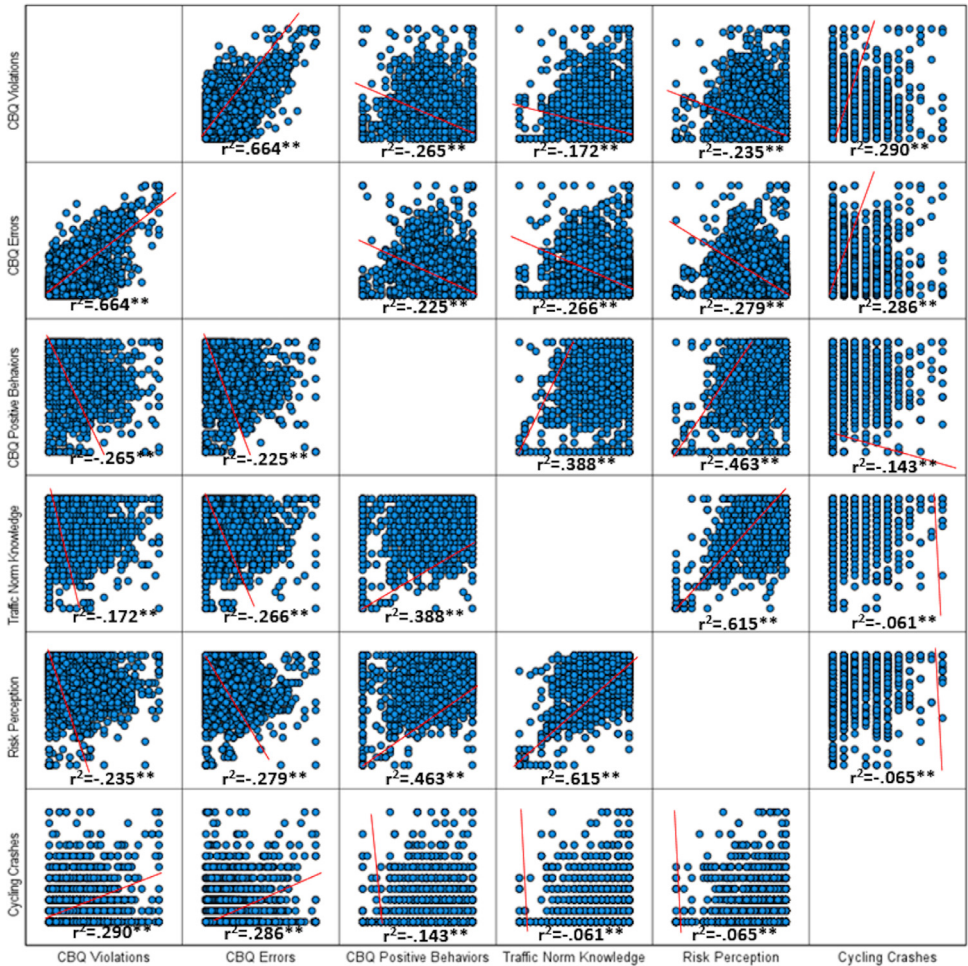 CBQ Violations
r²=.664**
r²=-.265**
r²=-.172**
r²=-.235**
r²=.290**
CBQ Errors
r²=.664**
r²=-.225**
r²=-.266**
r²=-.279**
r²=.286**
CBQ Positive Behaviors
r²=-.265**
r²=-.225**
r²=.388**
r²=.463**
r²=-.143**
Traffic Norm Knowledge
r²=-.172**
r²=-.266**
r²=.388**
r²=.615**
r²=-.061**
Risk Perception
r²=-.235**
r²=-.279**
r²=.463**
r²=.615**
r²=-.065**
Cycling Crashes
r²=.290**
r²=.286**
r²=-.143**
r²=-.061**
r²=-.065**
CBQ Violations
CBQ Errors
CBQ Positive Behaviors
Traffic Norm Knowledge
Risk Perception
Cycling Crashes